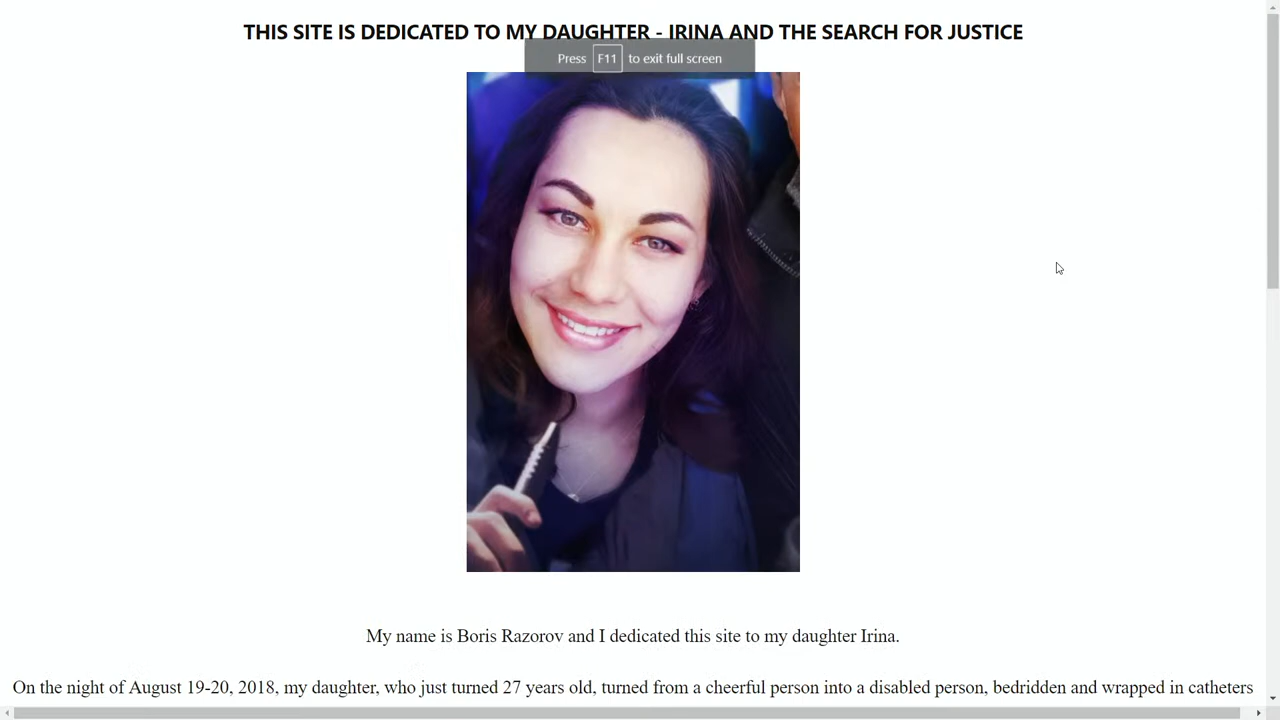 THIS SITE IS DEDICATED TO MY DAUGHTER - IRINA AND THE SEARCH FOR JUSTICE
Press F11 to exit full screen
My name is Boris Razorov and I dedicated this site to my daughter Irina.
On the night of August 19-20, 2018, my daughter, who just turned 27 years old, turned from a cheerful person into a disabled person, bedridden and wrapped in catheters